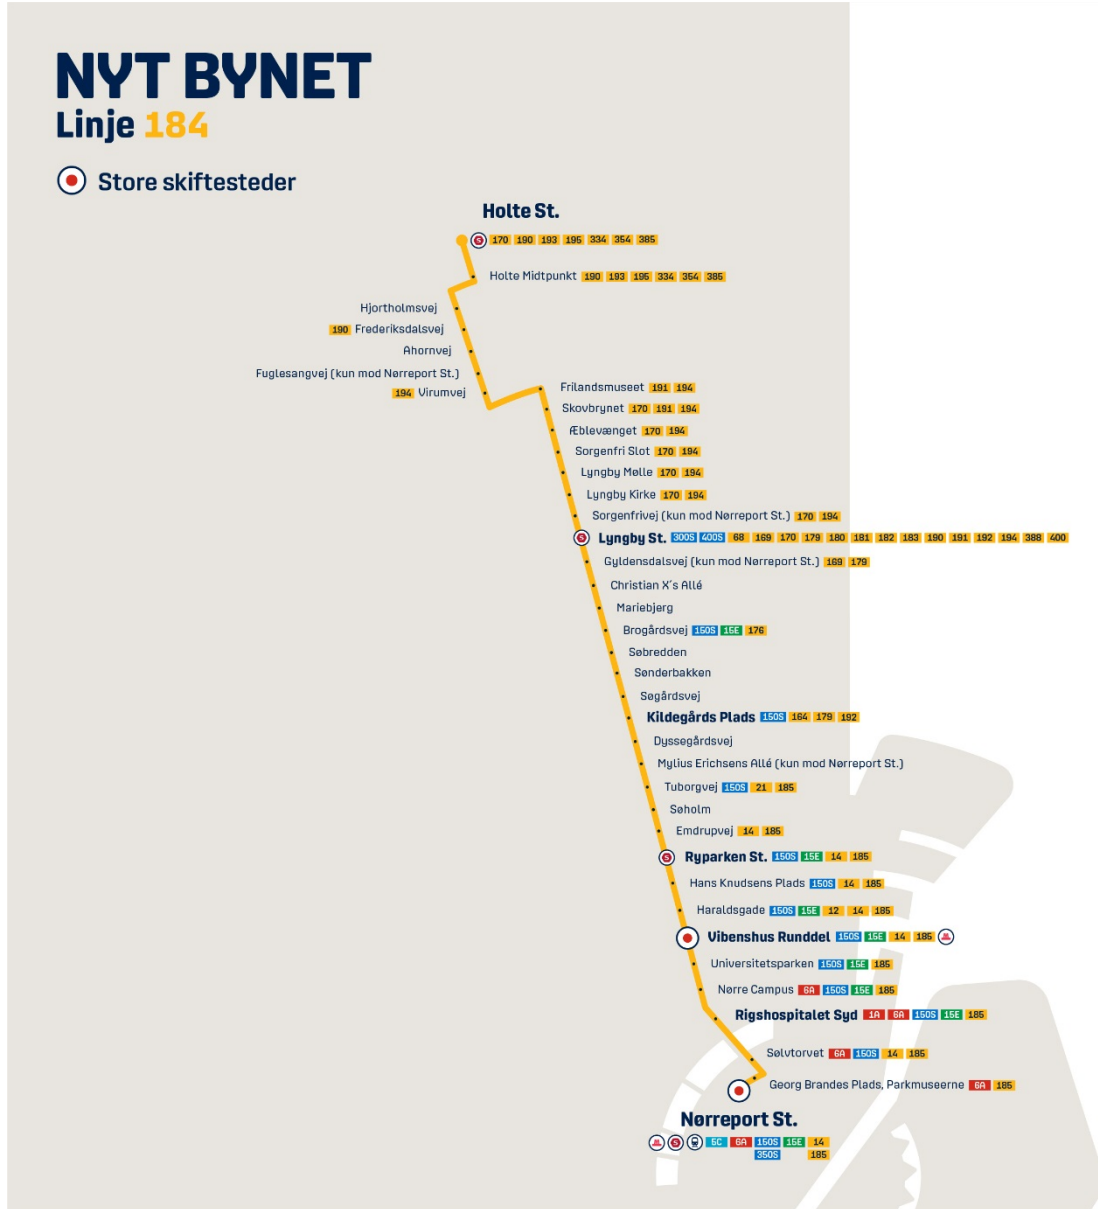 NYT BYNET
Linje 184
Store skiftesteder
Holte St.
S 170 190 193 195 334 354 385
Holte Midtpunkt 190 193 195 334 354 385
Hjortholmsvej
190 Frederiksdalsvej
Ahornvej
Fuglesangvej (kun mod Nørreport St.)
194 Virumvej
Frilandsmuseet 191 194
Skovbrynet 170 191 194
Æblevænget 170 194
Sorgenfri Slot 170 194
Lyngby Mølle 170 194
Lyngby Kirke 170 194
Sorgenfrivej (kun mod Nørreport St.) 170 194
S Lyngby St. 300S 400S 68 169 170 179 180 181 182 183 190 191 192 194 388 400
Gyldensdalsvej (kun mod Nørreport St.) 169 179
Christian X´s Allé
Mariebjerg
Brogårdsvej 150S 15E 176
Søbredden
Sønderbakken
Søgårdsvej
Kildegårds Plads 150S 164 179 192
Dyssegårdsvej
Mylius Erichsens Allé (kun mod Nørreport St.)
Tuborgvej 150S 21 185
Søholm
Emdrupvej 14 185
S Ryparken St. 150S 15E 14 185
Hans Knudsens Plads 150S 14 185
Haraldsgade 150S 15E 12 14 185
Vibenshus Runddel 150S 15E 14 185
Universitetsparken 150S 15E 185
Nørre Campus 6A 150S 15E 185
Rigshospitalet Syd 1A 6A 150S 15E 185
Sølvtorvet 6A 150S 14 185
Georg Brandes Plads, Parkmuseerne 6A 185
Nørreport St.
S 5C 6A 150S 15E 14
350S 185